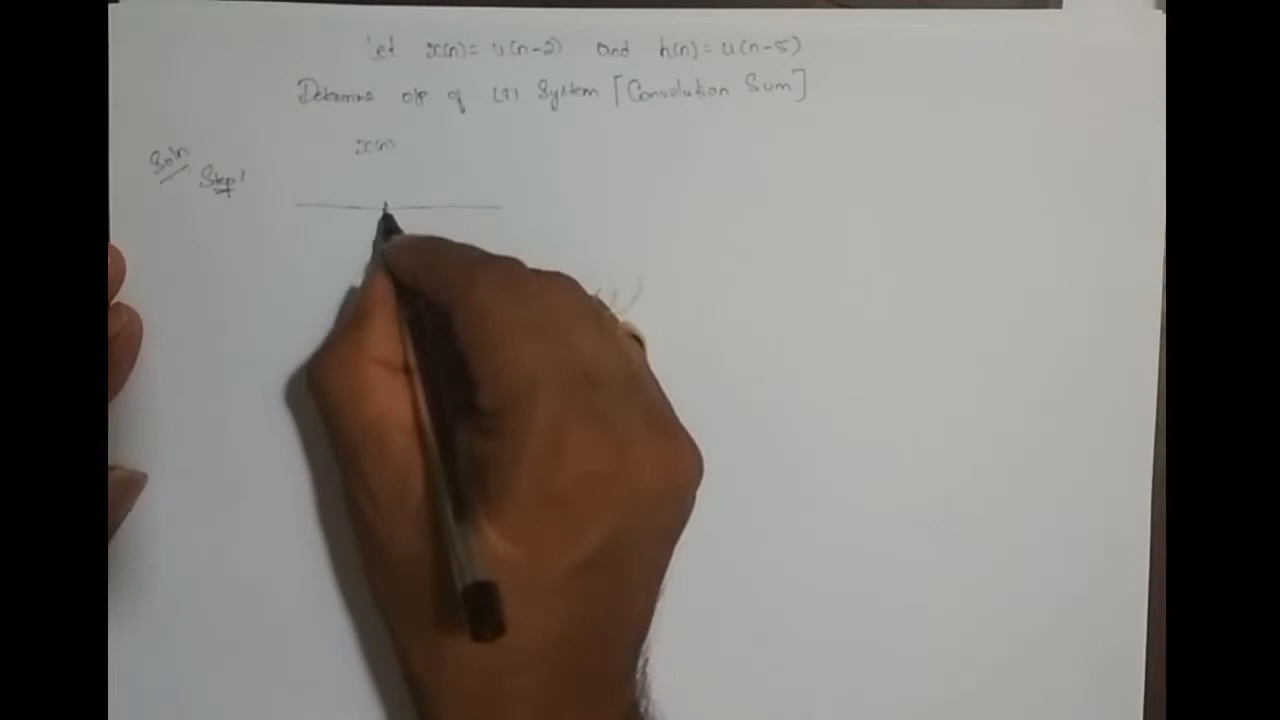 Let x(n) = u(n-2) and h(n) = u(n-5)
Determine o/p of LTI System [Convolution Sum]
x(n)
Soln
Step 1